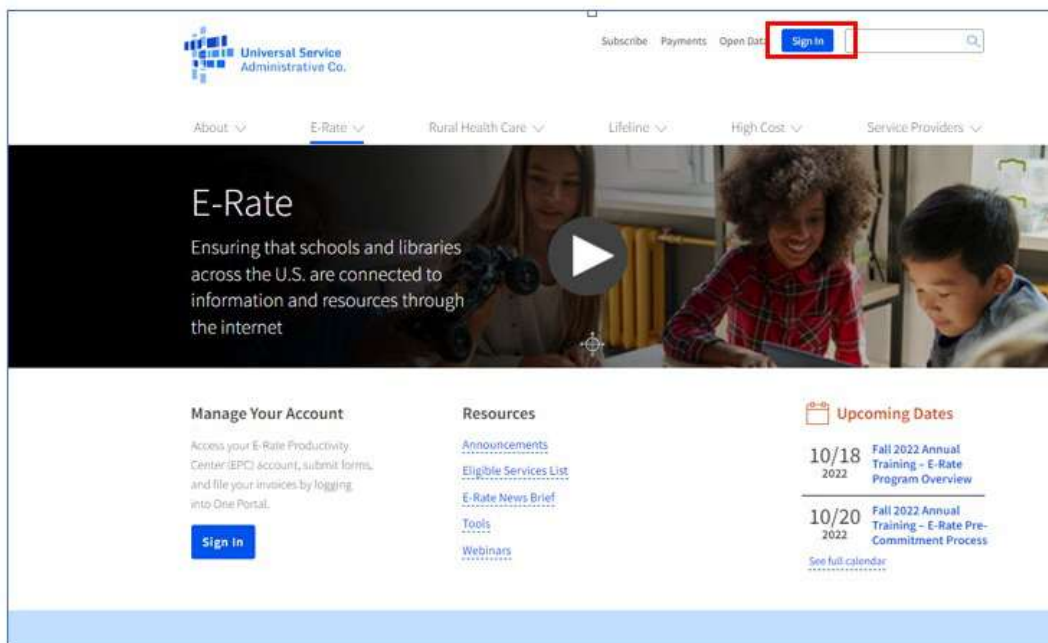 Universal Service
Administrative Co.
Subscribe Payments Open Data Sign In
About E-Rate Rural Health Care Lifeline High Cost Service Providers
E-Rate
Ensuring that schools and libraries
across the U.S. are connected to
information and resources through
the internet
Manage Your Account
Access your E-Rate Productivity
Center (EPC) account, submit forms,
and file your invoices by logging
into One Portal.
Sign In
Resources
Announcements
Eligible Services List
E-Rate News Brief
Tools
Webinars
Upcoming Dates
10/18
2022
Fall 2022 Annual
Training – E-Rate
Program Overview
10/20
2022
Fall 2022 Annual
Training – E-Rate Pre-
Commitment Process
See full calendar